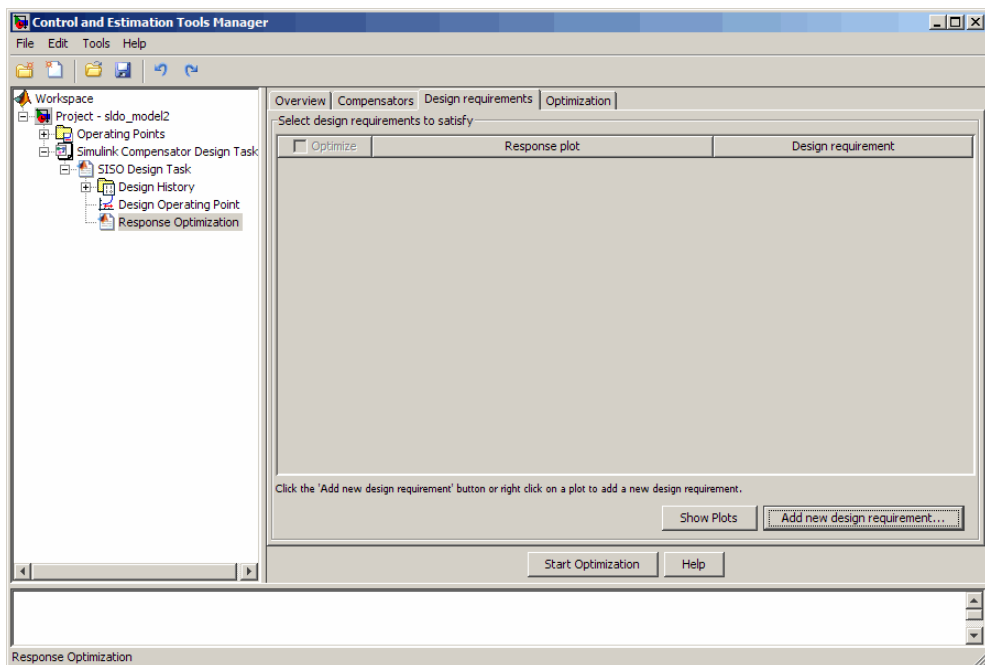 Control and Estimation Tools Manager
File Edit Tools Help
Workspace
Project - sldo_model2
Operating Points
Simulink Compensator Design Task
SISO Design Task
Design History
Design Operating Point
Response Optimization
Overview Compensators Design requirements Optimization
Select design requirements to satisfy
Optimize Response plot Design requirement
Click the 'Add new design requirement' button or right click on a plot to add a new design requirement.
Show Plots Add new design requirement...
Start Optimization Help
Response Optimization